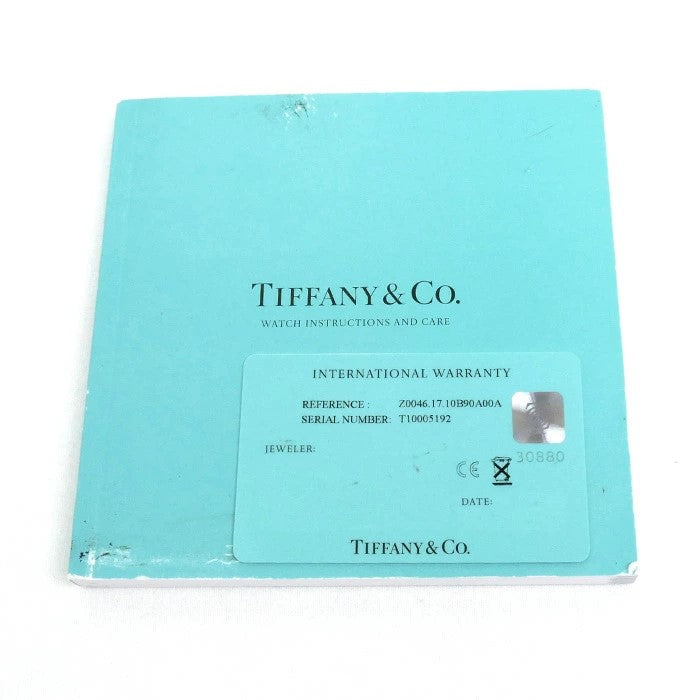 TIFFANY & CO.
WATCH INSTRUCTIONS AND CARE
INTERNATIONAL WARRANTY
REFERENCE : Z0046.17.10B90A00A
SERIAL NUMBER: T10005192
JEWELER:
30880
CE
DATE:
TIFFANY & CO.